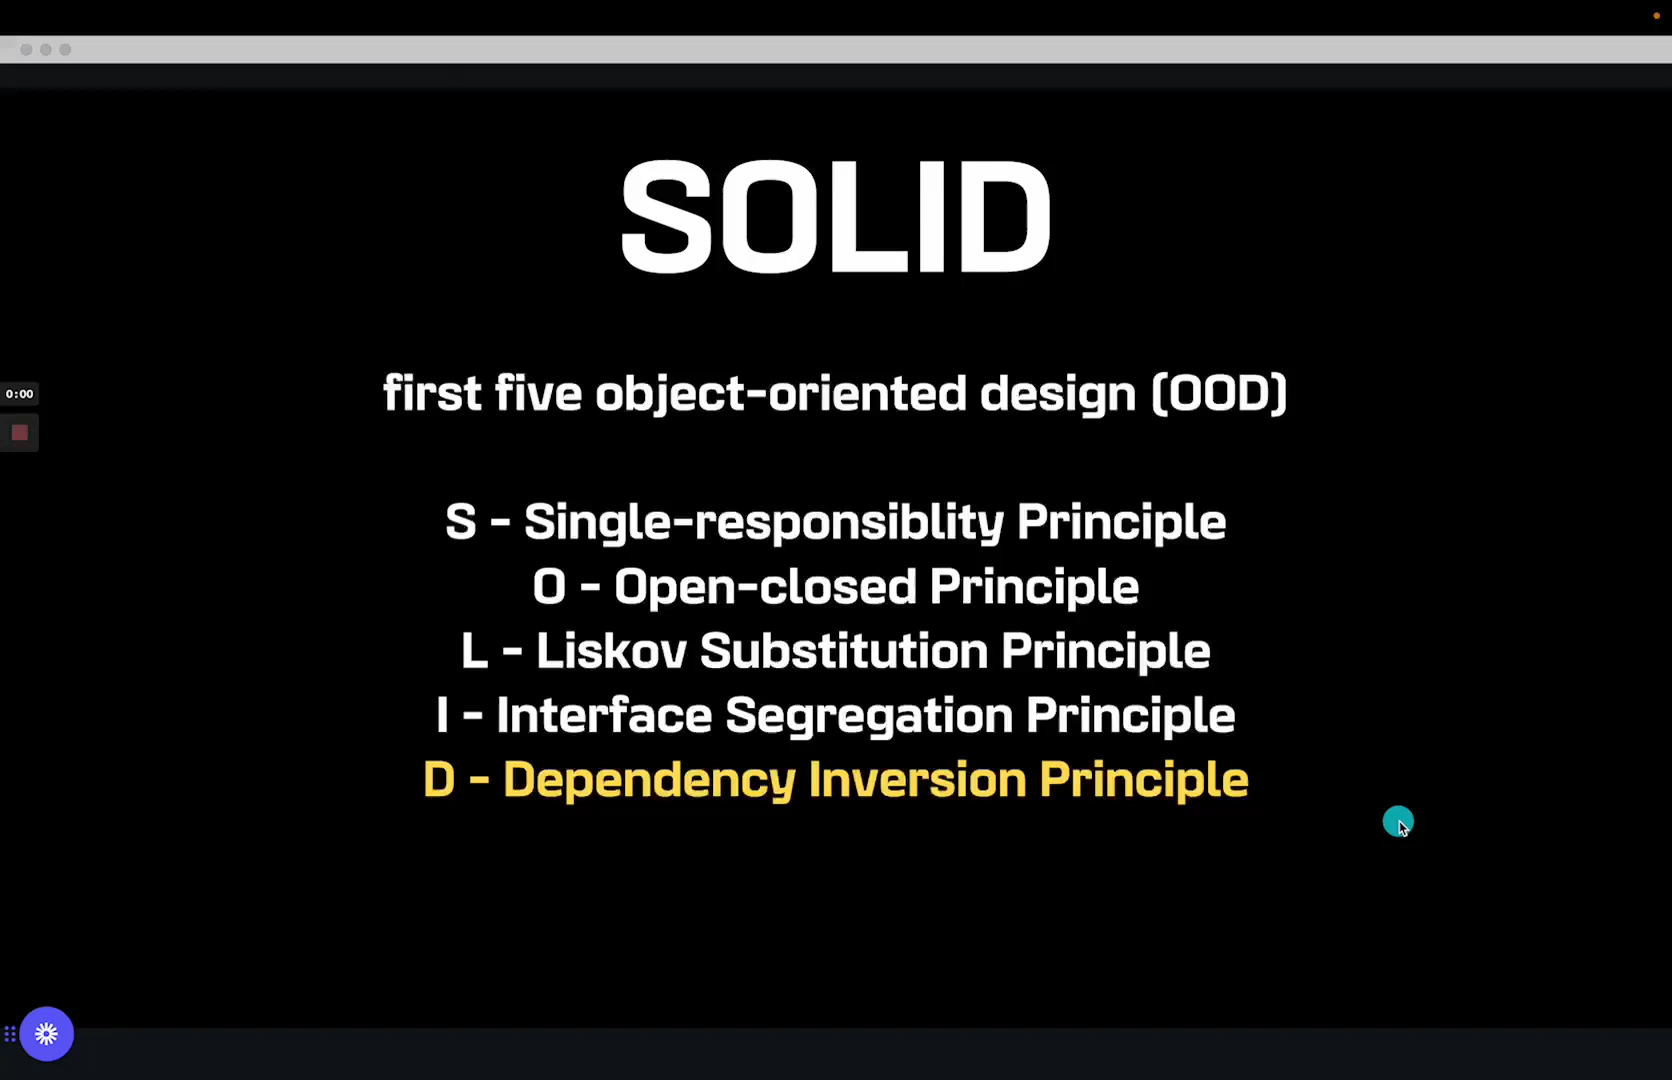 SOLID
first five object-oriented design (OOD)
0:00
S - Single-responsiblity Principle
O - Open-closed Principle
L - Liskov Substitution Principle
I - Interface Segregation Principle
D - Dependency Inversion Principle